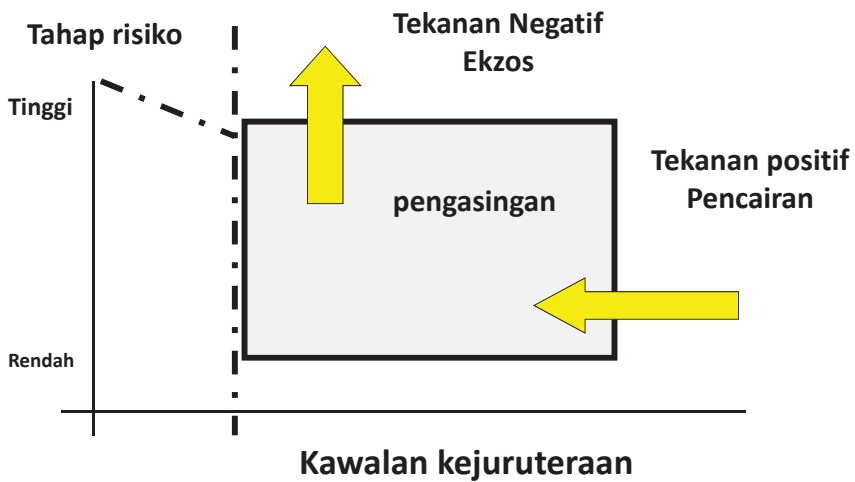 Tahap risiko
Tekanan Negatif
Ekzos
Tinggi
Tekanan positif
Pencairan
pengasingan
Rendah
Kawalan kejuruteraan